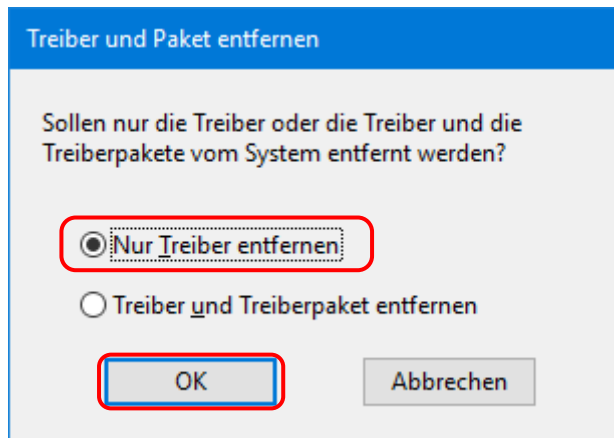 Treiber und Paket entfernen
Sollen nur die Treiber oder die Treiber und die
Treiberpakete vom System entfernt werden?
Nur Treiber entfernen
Treiber und Treiberpaket entfernen
OK Abbrechen